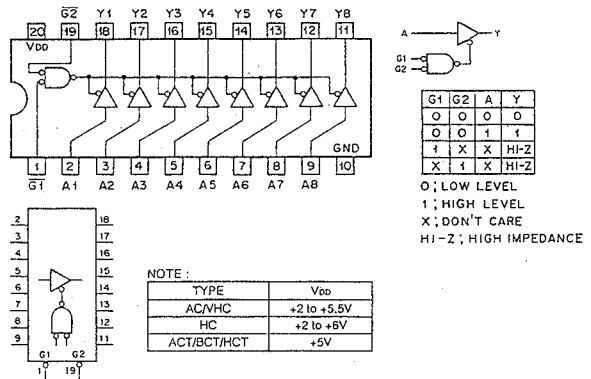 G2 Y1 Y2 Y3 Y4 Y5 Y6 Y7 Y8
20 19 18 17 16 15 14 13 12 11
VDD
GND
1 2 3 4 5 6 7 8 9 10
G1 A1 A2 A3 A4 A5 A6 A7 A8
A Y
G1
G2
G1 G2 A Y
0 0 0 0
0 0 1 1
1 X X HI-Z
X 1 X HI-Z
0 ; LOW LEVEL
1 ; HIGH LEVEL
X ; DON'T CARE
HI-Z ; HIGH IMPEDANCE
2 18
3 17
4 16
5 15
6 14
7 13
8 12
9 11
G1 G2
1 19
NOTE :
TYPE VDD
AC/VHC +2 to +5.5V
HC +2 to +6V
ACT/BCT/HCT +5V